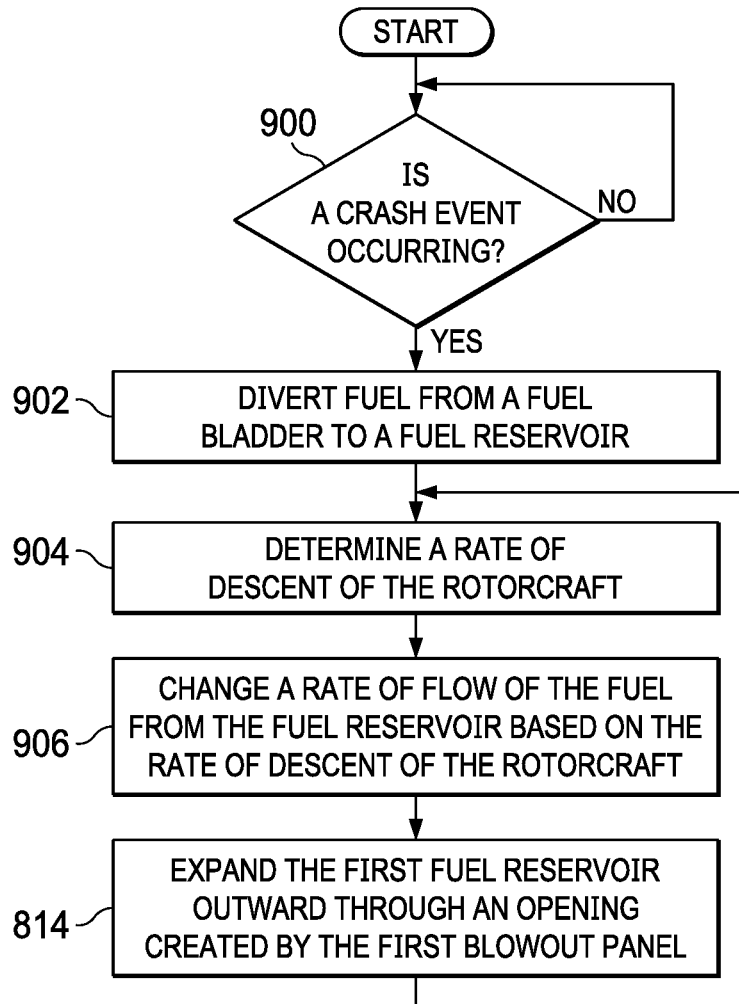 START
900
IS
A CRASH EVENT
OCCURRING?
NO
YES
902
DIVERT FUEL FROM A FUEL
BLADDER TO A FUEL RESERVOIR
904
DETERMINE A RATE OF
DESCENT OF THE ROTORCRAFT
906
CHANGE A RATE OF FLOW OF THE FUEL
FROM THE FUEL RESERVOIR BASED ON THE
RATE OF DESCENT OF THE ROTORCRAFT
814
EXPAND THE FIRST FUEL RESERVOIR
OUTWARD THROUGH AN OPENING
CREATED BY THE FIRST BLOWOUT PANEL